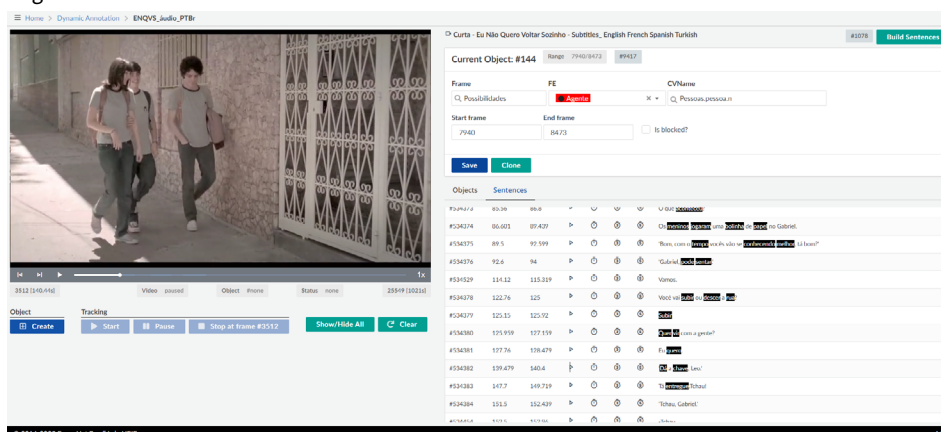 ☰ Home > Dynamic Annotation > ENQVS_áudio_PTBr
Curta - Eu Não Quero Voltar Sozinho - Subtitles_ English French Spanish Turkish
#1078
Build Sentences
Current Object: #144
Range 7940/8473
#9417
Frame
FE
CVName
Possibilidades
Agente
Pessoas.pessoa.n
Start frame
End frame
7940
8473
Is blocked?
Save
Clone
Objects
Sentences
#534373 85.56 86.8 O que aconteceu?
#534374 86.601 89.439 Os meninos jogaram uma bolinha de papel no Gabriel.
#534375 89.5 92.599 'Bom, com o tempo vocês vão se conhecendo melhor, tá bom?'
#534376 92.6 94 'Gabriel, pode sentar.'
#534529 114.12 115.319 Vamos.
#534378 122.76 125 Você vai subir ou descer a rua?
#534379 125.15 125.92 Subir
#534380 125.959 127.159 Quer ir com a gente?
#534381 127.76 128.479 Eu quero
#534382 139.479 140.4 Dá a chave, Leo.'
#534383 147.7 149.719 'Tá entregue. Tchau!
#534384 151.5 152.439 'Tchau, Gabriel.'
1x
3512 [140.44s]
Video paused
Object #none
Status none
25549 [1021s]
Object
Tracking
Create
Start
Pause
Stop at frame #3512
Show/Hide All
Clear